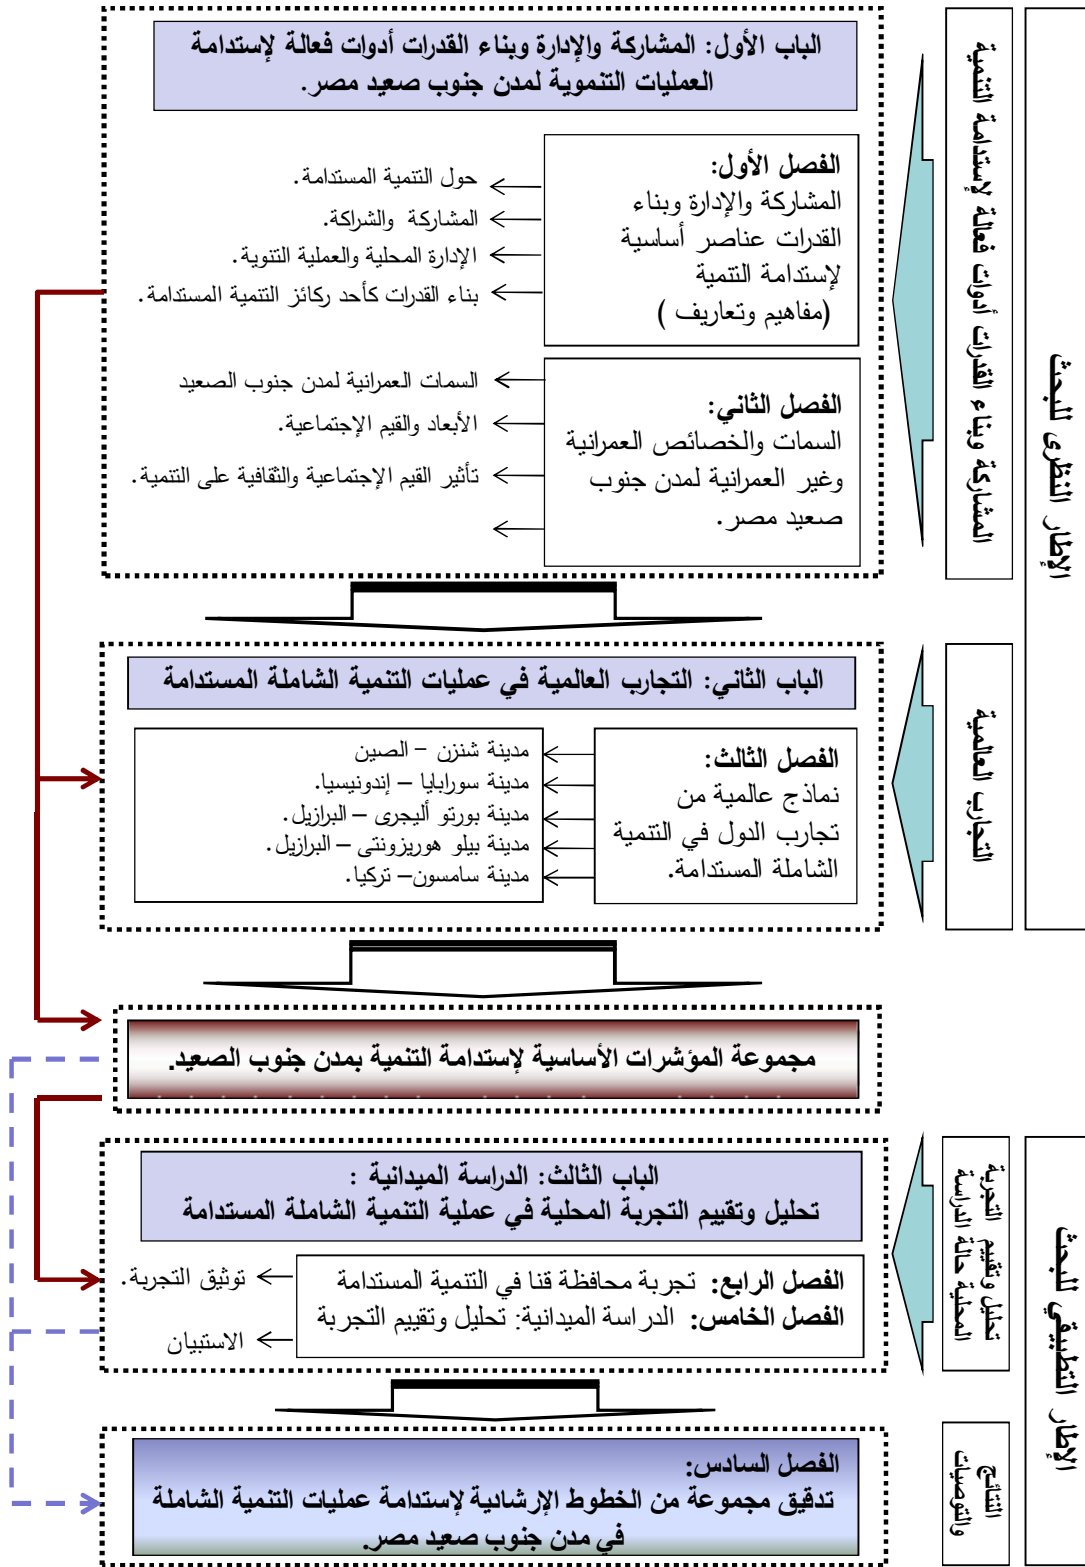 الإطار النظرى للبحث
المشاركة وبناء القدرات أدوات فعالة لإستدامة التنمية
الباب الأول: المشاركة والإدارة وبناء القدرات أدوات فعالة لإستدامة
العمليات التنموية لمدن جنوب صعيد مصر.
الفصل الأول:
المشاركة والإدارة وبناء
القدرات عناصر أساسية
لإستدامة التنمية
(مفاهيم وتعاريف )
حول التنمية المستدامة.
المشاركة والشراكة.
الإدارة المحلية والعملية التنوية.
بناء القدرات كأحد ركائز التنمية المستدامة.
الفصل الثاني:
السمات والخصائص العمرانية
وغير العمرانية لمدن جنوب
صعيد مصر.
السمات العمرانية لمدن جنوب الصعيد
الأبعاد والقيم الإجتماعية.
تأثير القيم الإجتماعية والثقافية على التنمية.
التجارب العالمية
الباب الثاني: التجارب العالمية في عمليات التنمية الشاملة المستدامة
الفصل الثالث:
نماذج عالمية من
تجارب الدول في التنمية
الشاملة المستدامة.
مدينة شنزن – الصين
مدينة سورابايا – إندونيسيا.
مدينة بورتو أليجرى – البرازيل.
مدينة بيلو هوريزونتى – البرازيل.
مدينة سامسون– تركيا.
مجموعة المؤشرات الأساسية لإستدامة التنمية بمدن جنوب الصعيد.
الإطار التطبيقي للبحث
تحليل وتقييم التجربة
المحلية حالة الدراسة
الباب الثالث: الدراسة الميدانية :
تحليل وتقييم التجربة المحلية في عملية التنمية الشاملة المستدامة
الفصل الرابع: تجربة محافظة قنا في التنمية المستدامة
الفصل الخامس: الدراسة الميدانية: تحليل وتقييم التجربة
توثيق التجربة.
الاستبيان
النتائج
والتوصيات
الفصل السادس:
تدقيق مجموعة من الخطوط الإرشادية لإستدامة عمليات التنمية الشاملة
في مدن جنوب صعيد مصر.